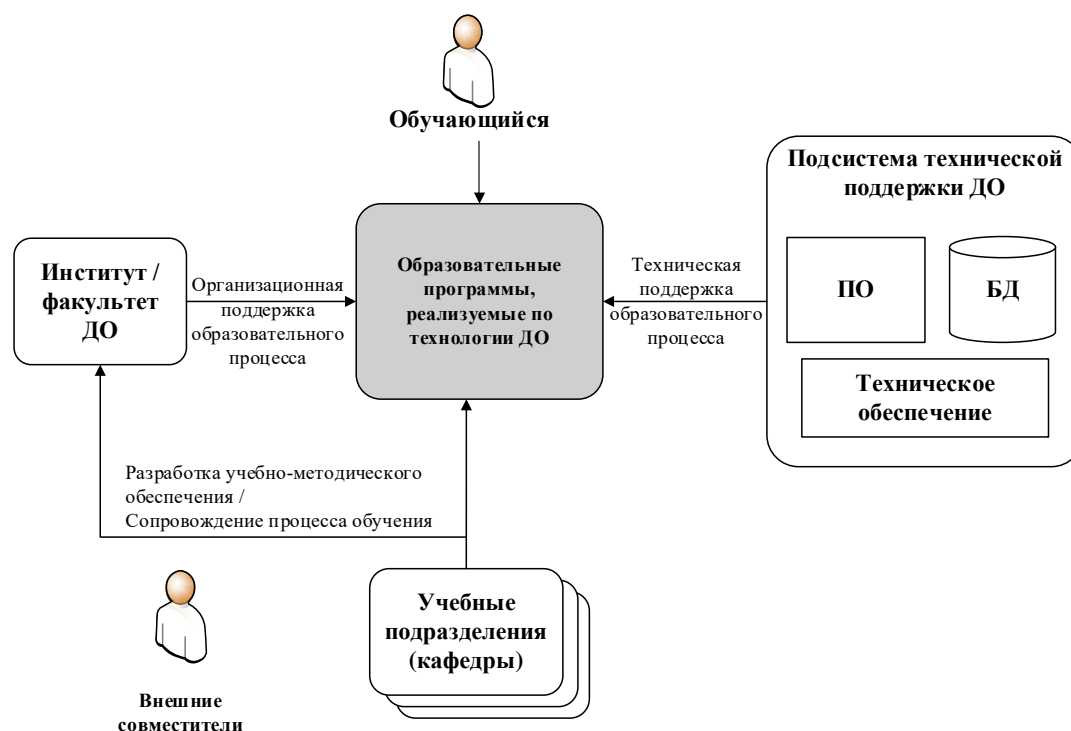 Обучающийся
Подсистема технической
поддержки ДО
ПО
БД
Техническое
обеспечение
Институт /
факультет
ДО
Организационная
поддержка
образовательного
процесса
Образовательные
программы,
реализуемые по
технологии ДО
Техническая
поддержка
образовательного
процесса
Разработка учебно-методического
обеспечения /
Сопровождение процесса обучения
Учебные
подразделения
(кафедры)
Внешние
совместители